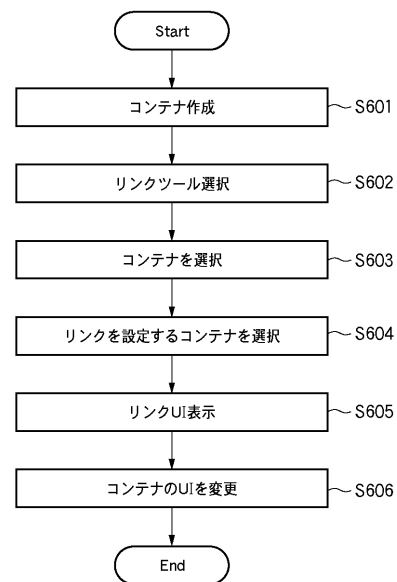 Start
コンテナ作成 S601
リンクツール選択 S602
コンテナを選択 S603
リンクを設定するコンテナを選択 S604
リンクUI表示 S605
コンテナのUIを変更 S606
End